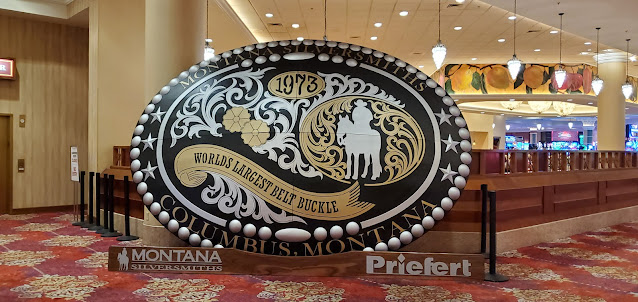 MONTANA SILVERSMITHS
1973
WORLDS LARGEST BELT BUCKLE
COLUMBUS, MONTANA
MONTANA
SILVERSMITHS
Priefert